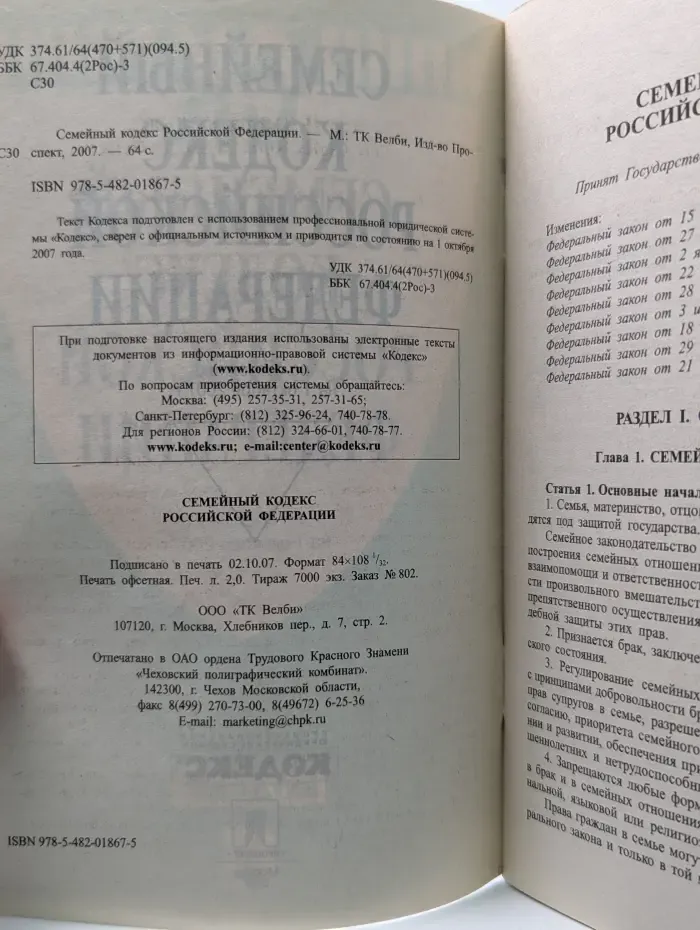 УДК 374.61/64(470+571)(094.5)
ББК 67.404.4(2Рос)-3
С30
Семейный кодекс Российской Федерации. — М.: ТК Велби, Изд-во Про-
С30 спект, 2007. — 64 с.
ISBN 978-5-482-01867-5
Текст Кодекса подготовлен с использованием профессиональной юридической систе-
мы «Кодекс», сверен с официальным источником и приводится по состоянию на 1 октября
2007 года.
УДК 374.61/64(470+571)(094.5)
ББК 67.404.4(2Рос)-3
При подготовке настоящего издания использованы электронные тексты
документов из информационно-правовой системы «Кодекс»
(www.kodeks.ru).
По вопросам приобретения системы обращайтесь:
Москва: (495) 257-35-31, 257-31-65;
Санкт-Петербург: (812) 325-96-24, 740-78-78.
Для регионов России: (812) 324-66-01, 740-78-77.
www.kodeks.ru; e-mail:center@kodeks.ru
СЕМЕЙНЫЙ КОДЕКС
РОССИЙСКОЙ ФЕДЕРАЦИИ
Подписано в печать 02.10.07. Формат 84×108 1/32.
Печать офсетная. Печ. л. 2,0. Тираж 7000 экз. Заказ № 802.
ООО «ТК Велби»
107120, г. Москва, Хлебников пер., д. 7, стр. 2.
Отпечатано в ОАО ордена Трудового Красного Знамени
«Чеховский полиграфический комбинат».
142300, г. Чехов Московской области,
факс 8(499) 270-73-00, 8(49672) 6-25-36
E-mail: marketing@chpk.ru
ISBN 978-5-482-01867-5
СЕМЕ
РОССИЙС
Принят Государств
Изменения:
Федеральный закон от 15
Федеральный закон от 27
Федеральный закон от 2 я
Федеральный закон от 22
Федеральный закон от 28
Федеральный закон от 3 и
Федеральный закон от 18
Федеральный закон от 29
Федеральный закон от 21
РАЗДЕЛ I. О
Глава 1. СЕМЕЙ
Статья 1. Основные начал
1. Семья, материнство, отцо
дятся под защитой государства.
Семейное законодательство
построения семейных отношен
взаимопомощи и ответственност
сти произвольного вмешательст
препятственного осуществления
дебной защиты этих прав.
2. Признается брак, заключе
ского состояния.
3. Регулирование семейных
с принципами добровольности бр
прав супругов в семье, разреше
согласию, приоритета семейного
нии и развитии, обеспечения при
шеннолетних и нетрудоспособны
4. Запрещаются любые форм
в брак и в семейных отношения
нальной, языковой или религио
Права граждан в семье могу
рального закона и только в той